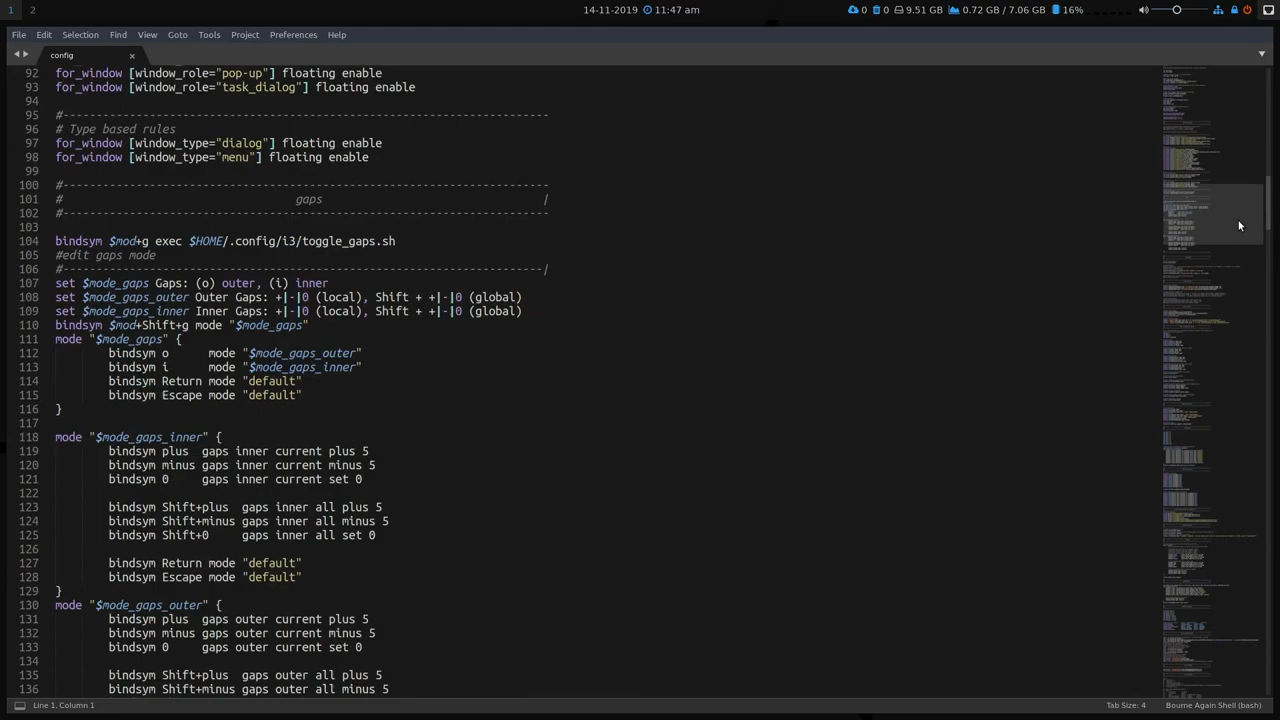 1 2 14-11-2019 11:47 am 0 0 9.51 GB 0.72 GB / 7.06 GB 16%
File Edit Selection Find View Goto Tools Project Preferences Help
config ×
92 for_window [window_role="pop-up"] floating enable
93 for_window [window_role="task_dialog"] floating enable
94
95 #----------------------------------------------------------/
96 # Type based rules
97 for_window [window_type="dialog"] floating enable
98 for_window [window_type="menu"] floating enable
99
100 #----------------------------------------------------------/
101 # gaps /
102 #----------------------------------------------------------/
103
104 bindsym $mod+g exec $HOME/.config/i3/toggle_gaps.sh
105 #edit gaps mode
106 #----------------------------------------------------------/
107 set $mode_gaps Gaps: (o) outr, (i) inner
108 set $mode_gaps_outer Outer Gaps: +|-|0 (local), Shift + +|-|0 (global)
109 set $mode_gaps_inner Inner Gaps: +|-|0 (local), Shift + +|-|0 (global)
110 bindsym $mod+Shift+g mode "$mode_gaps"
111 mode "$mode_gaps" {
112 bindsym o mode "$mode_gaps_outer"
113 bindsym i mode "$mode_gaps_inner"
114 bindsym Return mode "default"
115 bindsym Escape mode "default"
116 }
117
118 mode "$mode_gaps_inner" {
119 bindsym plus gaps inner current plus 5
120 bindsym minus gaps inner current minus 5
121 bindsym 0 gaps inner current set 0
122
123 bindsym Shift+plus gaps inner all plus 5
124 bindsym Shift+minus gaps inner all minus 5
125 bindsym Shift+0 gaps inner all set 0
126
127 bindsym Return mode "default"
128 bindsym Escape mode "default"
129 }
130 mode "$mode_gaps_outer" {
131 bindsym plus gaps outer current plus 5
132 bindsym minus gaps outer current minus 5
133 bindsym 0 gaps outer current set 0
134
135 bindsym Shift+plus gaps outer all plus 5
136 bindsym Shift+minus gaps outer all minus 5
Line 1, Column 1 Tab Size: 4 Bourne Again Shell (bash)